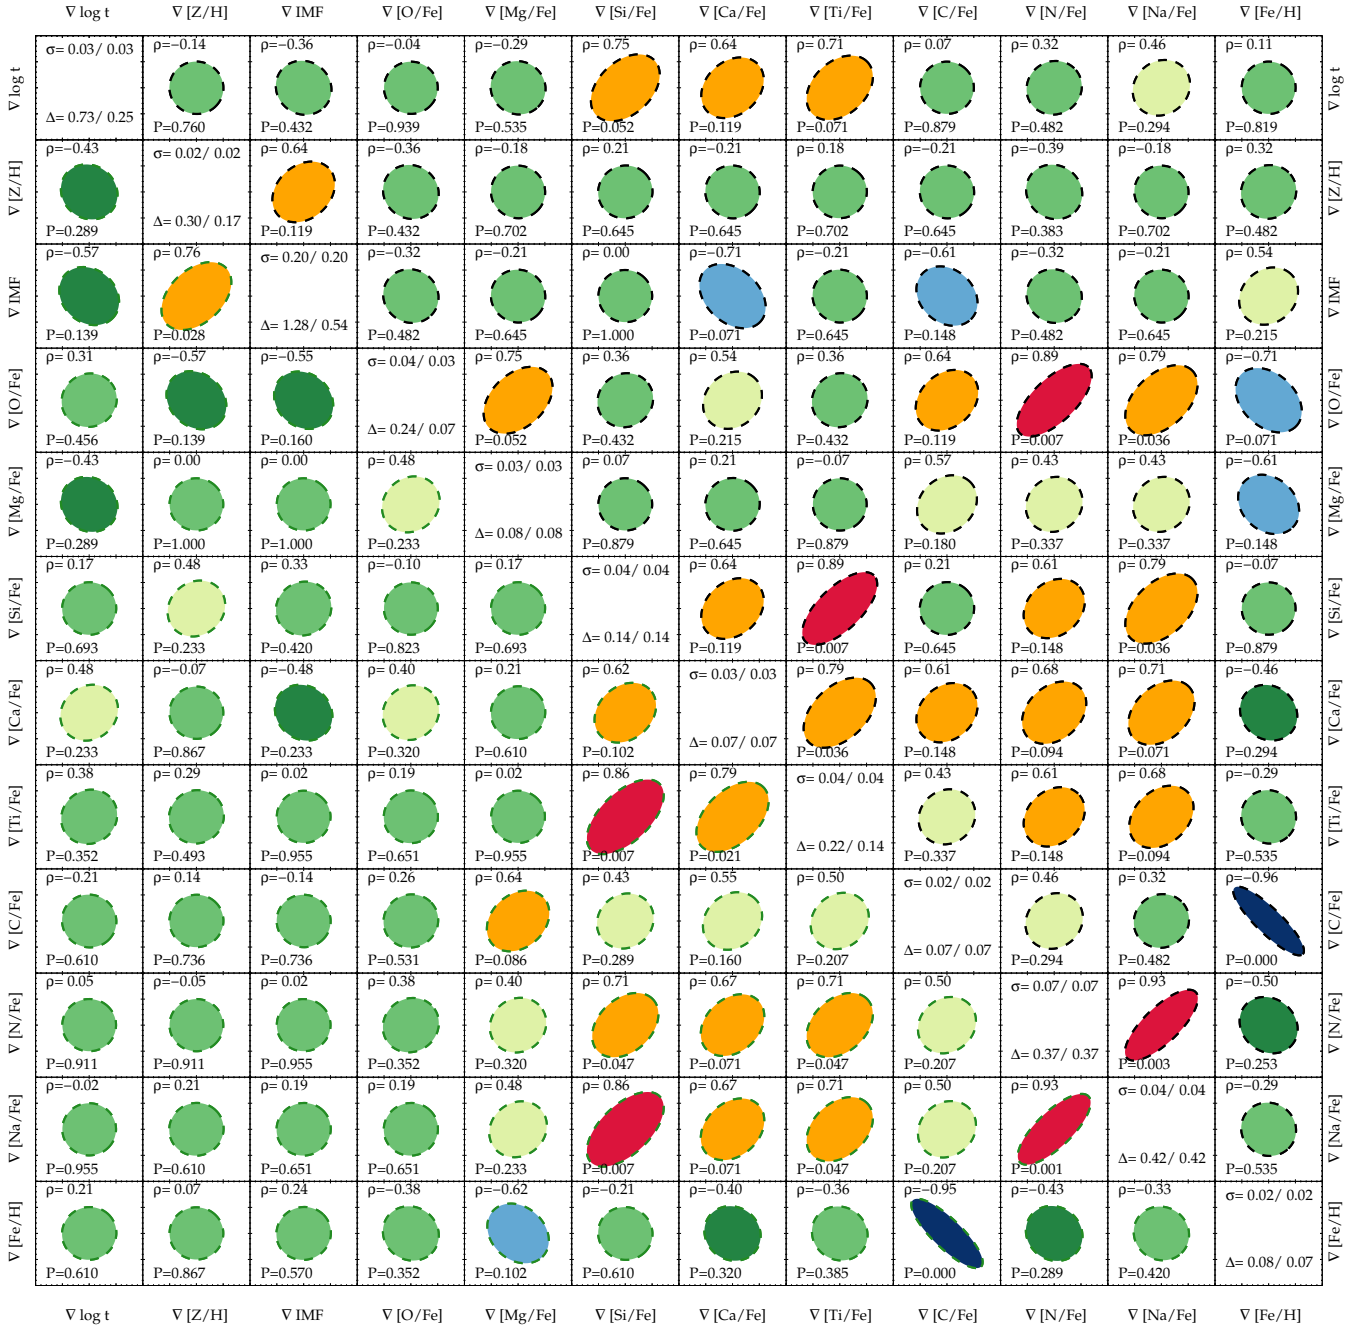 ∇ log t ∇ [Z/H] ∇ IMF ∇ [O/Fe] ∇ [Mg/Fe] ∇ [Si/Fe] ∇ [Ca/Fe] ∇ [Ti/Fe] ∇ [C/Fe] ∇ [N/Fe] ∇ [Na/Fe] ∇ [Fe/H]
σ= 0.03/ 0.03 ρ=−0.14 ρ=−0.36 ρ=−0.04 ρ=−0.29 ρ= 0.75 ρ= 0.64 ρ= 0.71 ρ= 0.07 ρ= 0.32 ρ= 0.46 ρ= 0.11
∇ log t ∇ log t
Δ= 0.73/ 0.25 P=0.760 P=0.432 P=0.939 P=0.535 P=0.052 P=0.119 P=0.071 P=0.879 P=0.482 P=0.294 P=0.819
ρ=−0.43 σ= 0.02/ 0.02 ρ= 0.64 ρ=−0.36 ρ=−0.18 ρ= 0.21 ρ=−0.21 ρ= 0.18 ρ=−0.21 ρ=−0.39 ρ=−0.18 ρ= 0.32
∇ [Z/H] ∇ [Z/H]
P=0.289 Δ= 0.30/ 0.17 P=0.119 P=0.432 P=0.702 P=0.645 P=0.645 P=0.702 P=0.645 P=0.383 P=0.702 P=0.482
ρ=−0.57 ρ= 0.76 σ= 0.20/ 0.20 ρ=−0.32 ρ=−0.21 ρ= 0.00 ρ=−0.71 ρ=−0.21 ρ=−0.61 ρ=−0.32 ρ=−0.21 ρ= 0.54
∇ IMF ∇ IMF
P=0.139 P=0.028 Δ= 1.28/ 0.54 P=0.482 P=0.645 P=1.000 P=0.071 P=0.645 P=0.148 P=0.482 P=0.645 P=0.215
ρ= 0.31 ρ=−0.57 ρ=−0.55 σ= 0.04/ 0.03 ρ= 0.75 ρ= 0.36 ρ= 0.54 ρ= 0.36 ρ= 0.64 ρ= 0.89 ρ= 0.79 ρ=−0.71
∇ [O/Fe] ∇ [O/Fe]
P=0.456 P=0.139 P=0.160 Δ= 0.24/ 0.07 P=0.052 P=0.432 P=0.215 P=0.432 P=0.119 P=0.007 P=0.036 P=0.071
ρ=−0.43 ρ= 0.00 ρ= 0.00 ρ= 0.48 σ= 0.03/ 0.03 ρ= 0.07 ρ= 0.21 ρ=−0.07 ρ= 0.57 ρ= 0.43 ρ= 0.43 ρ=−0.61
∇ [Mg/Fe] ∇ [Mg/Fe]
P=0.289 P=1.000 P=1.000 P=0.233 Δ= 0.08/ 0.08 P=0.879 P=0.645 P=0.879 P=0.180 P=0.337 P=0.337 P=0.148
ρ= 0.17 ρ= 0.48 ρ= 0.33 ρ=−0.10 ρ= 0.17 σ= 0.04/ 0.04 ρ= 0.64 ρ= 0.89 ρ= 0.21 ρ= 0.61 ρ= 0.79 ρ=−0.07
∇ [Si/Fe] ∇ [Si/Fe]
P=0.693 P=0.233 P=0.420 P=0.823 P=0.693 Δ= 0.14/ 0.14 P=0.119 P=0.007 P=0.645 P=0.148 P=0.036 P=0.879
ρ= 0.48 ρ=−0.07 ρ=−0.48 ρ= 0.40 ρ= 0.21 ρ= 0.62 σ= 0.03/ 0.03 ρ= 0.79 ρ= 0.61 ρ= 0.68 ρ= 0.71 ρ=−0.46
∇ [Ca/Fe] ∇ [Ca/Fe]
P=0.233 P=0.867 P=0.233 P=0.320 P=0.610 P=0.102 Δ= 0.07/ 0.07 P=0.036 P=0.148 P=0.094 P=0.071 P=0.294
ρ= 0.38 ρ= 0.29 ρ= 0.02 ρ= 0.19 ρ= 0.02 ρ= 0.86 ρ= 0.79 σ= 0.04/ 0.04 ρ= 0.43 ρ= 0.61 ρ= 0.68 ρ=−0.29
∇ [Ti/Fe] ∇ [Ti/Fe]
P=0.352 P=0.493 P=0.955 P=0.651 P=0.955 P=0.007 P=0.021 Δ= 0.22/ 0.14 P=0.337 P=0.148 P=0.094 P=0.535
ρ=−0.21 ρ= 0.14 ρ=−0.14 ρ= 0.26 ρ= 0.64 ρ= 0.43 ρ= 0.55 ρ= 0.50 σ= 0.02/ 0.02 ρ= 0.46 ρ= 0.32 ρ=−0.96
∇ [C/Fe] ∇ [C/Fe]
P=0.610 P=0.736 P=0.736 P=0.531 P=0.086 P=0.289 P=0.160 P=0.207 Δ= 0.07/ 0.07 P=0.294 P=0.482 P=0.000
ρ= 0.05 ρ=−0.05 ρ= 0.02 ρ= 0.38 ρ= 0.40 ρ= 0.71 ρ= 0.67 ρ= 0.71 ρ= 0.50 σ= 0.07/ 0.07 ρ= 0.93 ρ=−0.50
∇ [N/Fe] ∇ [N/Fe]
P=0.911 P=0.911 P=0.955 P=0.352 P=0.320 P=0.047 P=0.071 P=0.047 P=0.207 Δ= 0.37/ 0.37 P=0.003 P=0.253
ρ=−0.02 ρ= 0.21 ρ= 0.19 ρ= 0.19 ρ= 0.48 ρ= 0.86 ρ= 0.67 ρ= 0.71 ρ= 0.50 ρ= 0.93 σ= 0.04/ 0.04 ρ=−0.29
∇ [Na/Fe] ∇ [Na/Fe]
P=0.955 P=0.610 P=0.651 P=0.651 P=0.233 P=0.007 P=0.071 P=0.047 P=0.207 P=0.001 Δ= 0.42/ 0.42 P=0.535
ρ= 0.21 ρ= 0.07 ρ= 0.24 ρ=−0.38 ρ=−0.62 ρ=−0.21 ρ=−0.40 ρ=−0.36 ρ=−0.95 ρ=−0.43 ρ=−0.33 σ= 0.02/ 0.02
∇ [Fe/H] ∇ [Fe/H]
P=0.610 P=0.867 P=0.570 P=0.352 P=0.102 P=0.610 P=0.320 P=0.385 P=0.000 P=0.289 P=0.420 Δ= 0.08/ 0.07
∇ log t ∇ [Z/H] ∇ IMF ∇ [O/Fe] ∇ [Mg/Fe] ∇ [Si/Fe] ∇ [Ca/Fe] ∇ [Ti/Fe] ∇ [C/Fe] ∇ [N/Fe] ∇ [Na/Fe] ∇ [Fe/H]